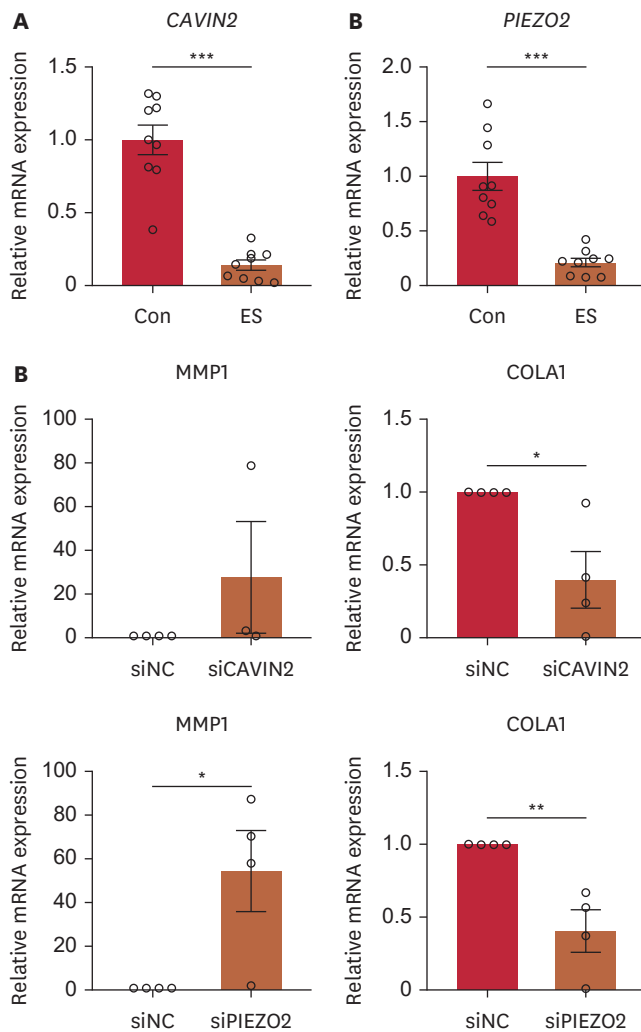 A
CAVIN2
Relative mRNA expression
1.5
1.0
0.5
0
***
Con
ES
B
PIEZO2
Relative mRNA expression
2.0
1.5
1.0
0.5
0
***
Con
ES
B
MMP1
Relative mRNA expression
100
80
60
40
20
0
siNC
siCAVIN2
COLA1
Relative mRNA expression
1.5
1.0
0.5
0
*
siNC
siCAVIN2
MMP1
Relative mRNA expression
100
80
60
40
20
0
*
siNC
siPIEZO2
COLA1
Relative mRNA expression
1.5
1.0
0.5
0
**
siNC
siPIEZO2